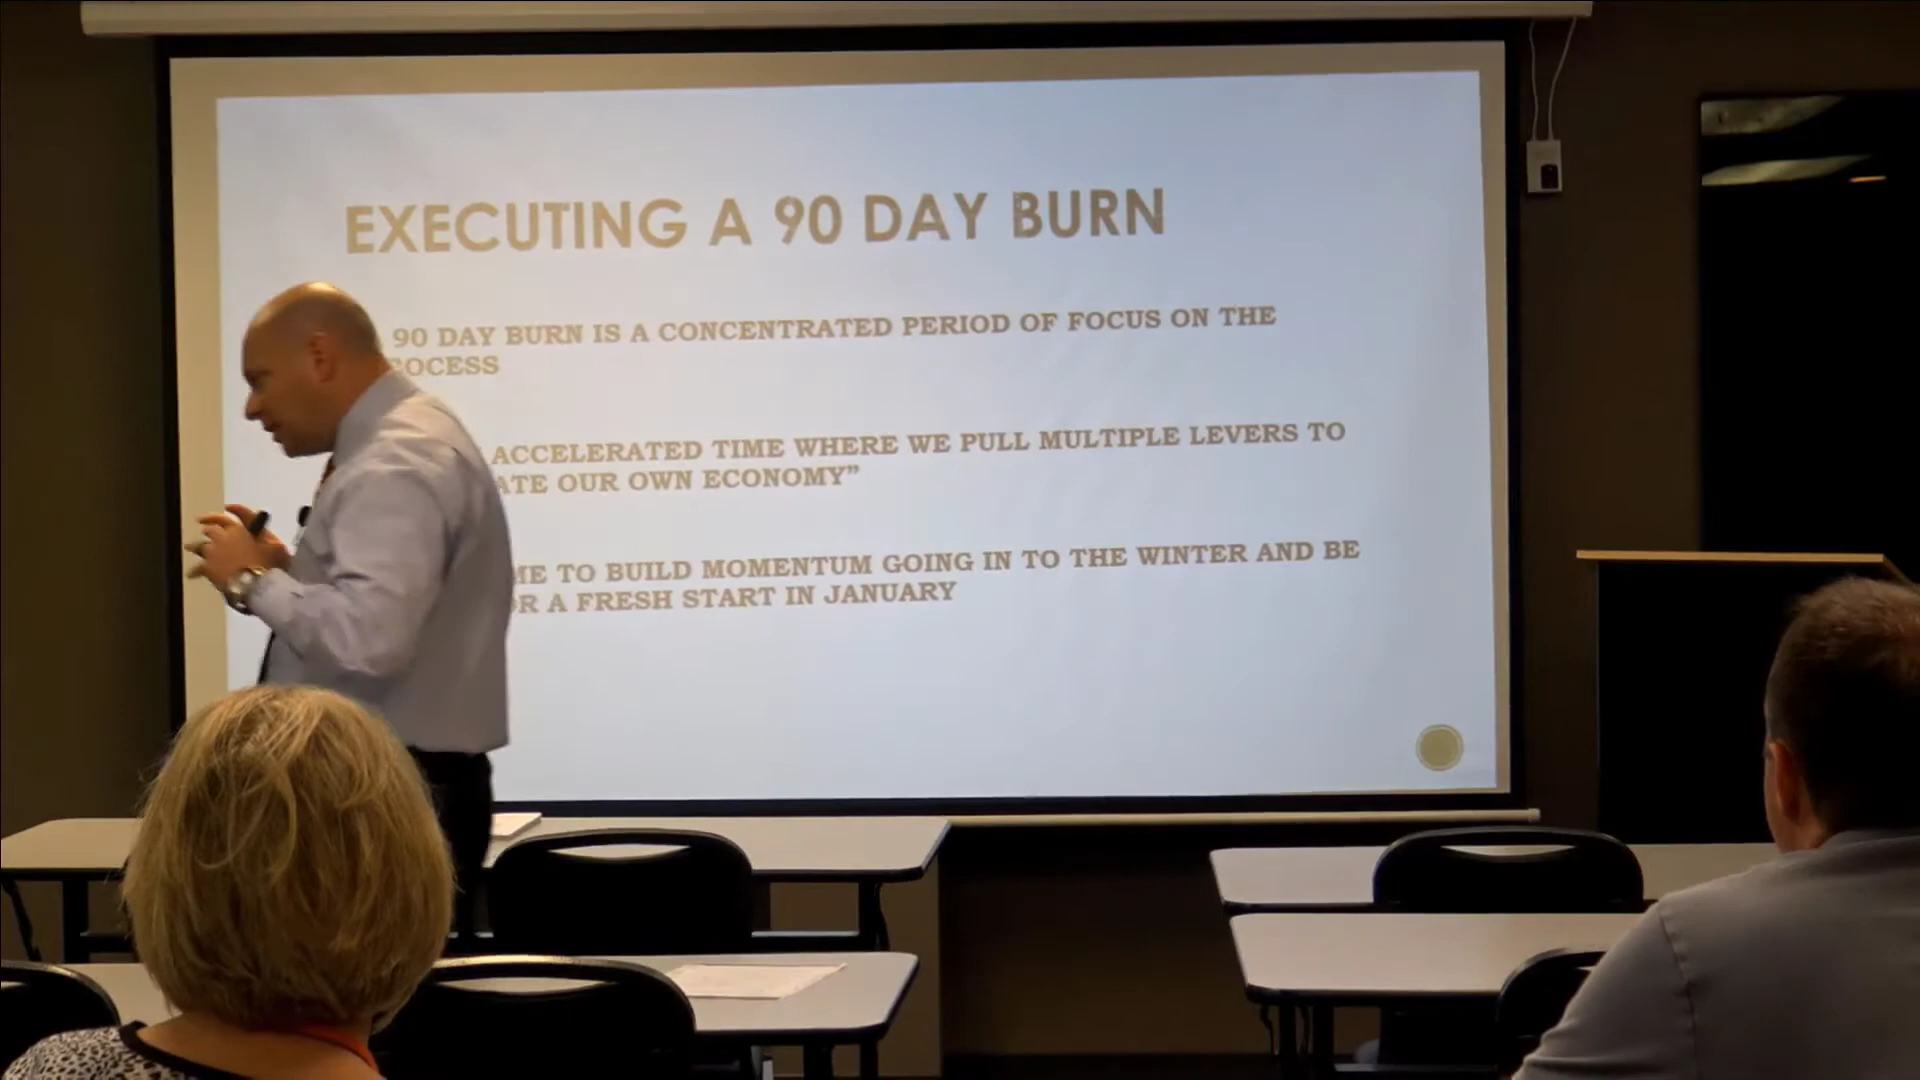 EXECUTING A 90 DAY BURN
90 DAY BURN IS A CONCENTRATED PERIOD OF FOCUS ON THE
OCESS
ACCELERATED TIME WHERE WE PULL MULTIPLE LEVERS TO
ATE OUR OWN ECONOMY”
ME TO BUILD MOMENTUM GOING IN TO THE WINTER AND BE
R A FRESH START IN JANUARY